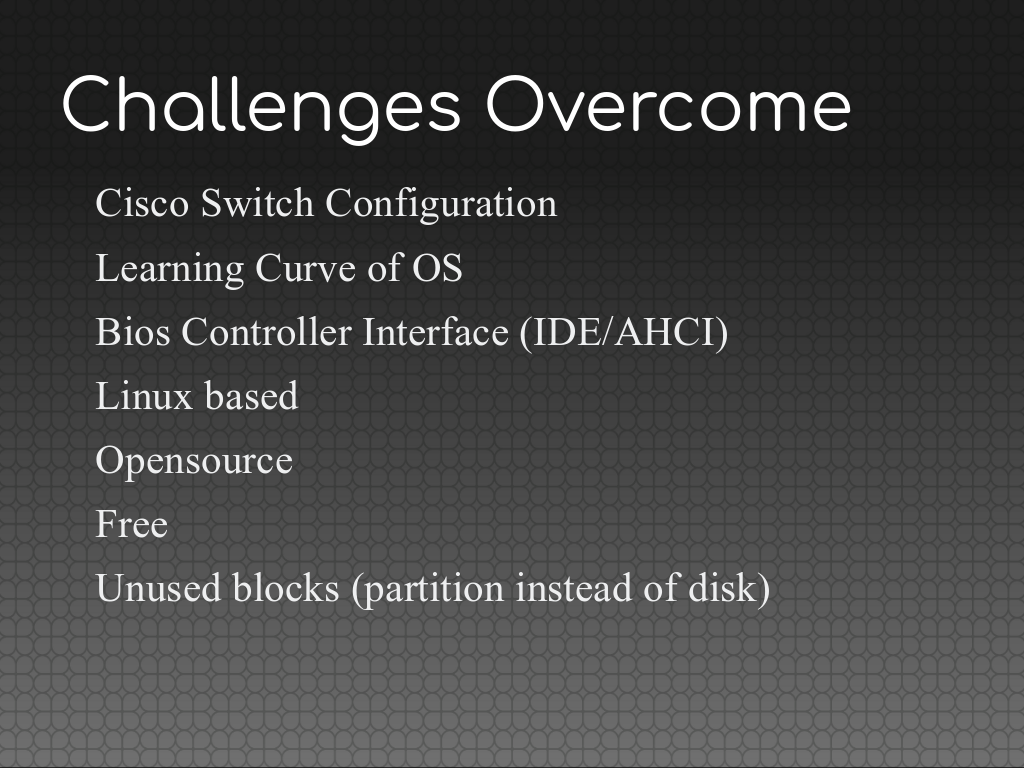 Challenges Overcome
Cisco Switch Configuration
Learning Curve of OS
Bios Controller Interface (IDE/AHCI)
Linux based
Opensource
Free
Unused blocks (partition instead of disk)